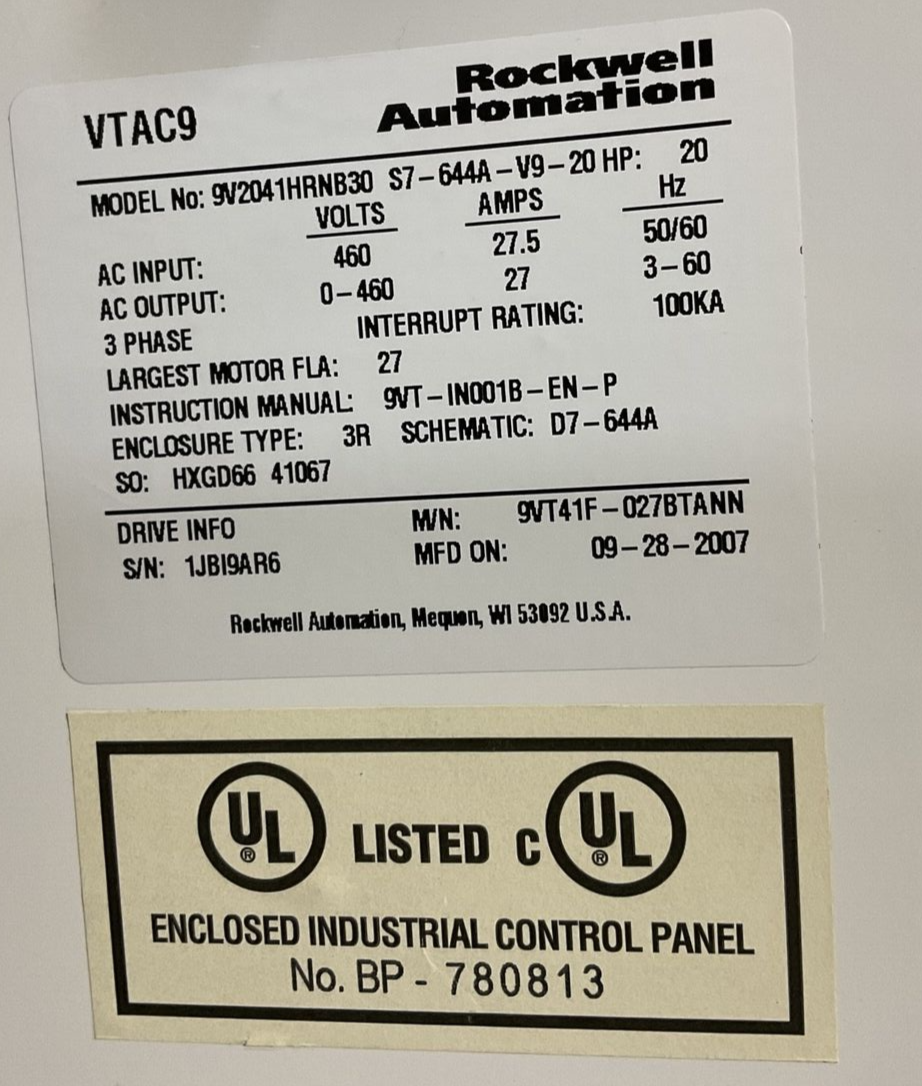 Rockwell
Automation
VTAC9
MODEL No: 9V2041HRNB30 S7-644A-V9-20 HP: 20
VOLTS AMPS Hz
AC INPUT: 460 27.5 50/60
AC OUTPUT: 0-460 27 3-60
3 PHASE INTERRUPT RATING: 100KA
LARGEST MOTOR FLA: 27
INSTRUCTION MANUAL: 9VT-IN001B-EN-P
ENCLOSURE TYPE: 3R SCHEMATIC: D7-644A
SO: HXGD66 41067
DRIVE INFO M/N: 9VT41F-027BTANN
S/N: 1JBI9AR6 MFD ON: 09-28-2007
Rockwell Automation, Mequon, WI 53092 U.S.A.
UL® LISTED C UL®
ENCLOSED INDUSTRIAL CONTROL PANEL
No. BP - 780813